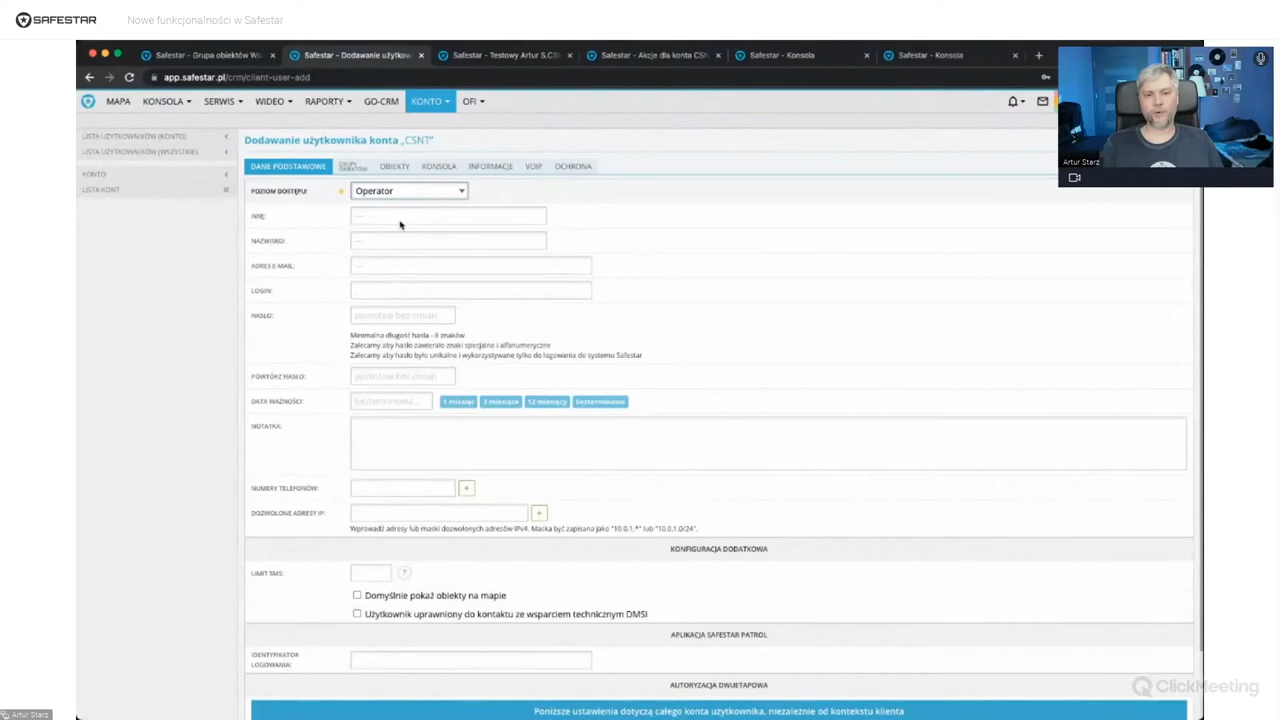 SAFESTAR
Nowe funkcjonalności w Safestar
Safestar - Grupa obiektów Ws
Safestar - Dodawanie użytkow
Safestar - Testowy Artur S.CSN
Safestar - Akcje dla konta CSN
Safestar - Konsola
Safestar - Konsola
app.safestar.pl/crm/client-user-add
MAPA
KONSOLA
SERWIS
WIDEO
RAPORTY
GO-CRM
KONTO
OFI
LISTA UŻYTKOWNIKÓW (KONTO)
LISTA UŻYTKOWNIKÓW (WSZYSTKIE)
KONTO
LISTA KONT
Dodawanie użytkownika konta „CSNT”
DANE PODSTAWOWE
GRUPY OBIEKTÓW
OBIEKTY
KONSOLA
INFORMACJE
VOIP
OCHRONA
POZIOM DOSTĘPU:
Operator
IMIĘ:
NAZWISKO:
ADRES E-MAIL:
LOGIN:
HASŁO:
pozostaw bez zmian
Minimalna długość hasła - 8 znaków
Zalecamy aby hasło zawierało znaki specjalne i alfanumeryczne
Zalecamy aby hasło było unikalne i wykorzystywane tylko do logowania do systemu Safestar
POWTÓRZ HASŁO:
pozostaw bez zmian
DATA WAŻNOŚCI:
bezterminowa...
1 miesiąc
3 miesiące
12 miesięcy
bezterminowo
NOTATKA:
NUMERY TELEFONÓW:
DOZWOLONE ADRESY IP:
Wprowadź adresy lub maski dozwolonych adresów IPv4. Maska być zapisana jako "10.0.1.*" lub "10.0.1.0/24".
KONFIGURACJA DODATKOWA
LIMIT SMS:
?
Domyślnie pokaż obiekty na mapie
Użytkownik uprawniony do kontaktu ze wsparciem technicznym DMSI
APLIKACJA SAFESTAR PATROL
IDENTYFIKATOR
LOGOWANIA:
AUTORYZACJA DWUETAPOWA
Poniższe ustawienia dotyczą całego konta użytkownika, niezależnie od kontekstu klienta
Artur Starz
ClickMeeting
Artur Starz